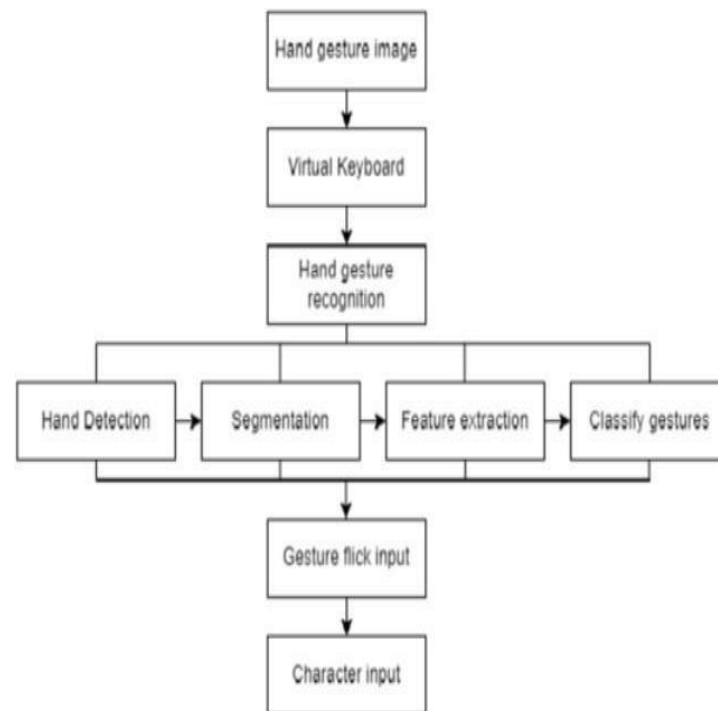 Hand gesture image
Virtual Keyboard
Hand gesture
recognition
Hand Detection
Segmentation
Feature extraction
Classify gestures
Gesture flick input
Character input